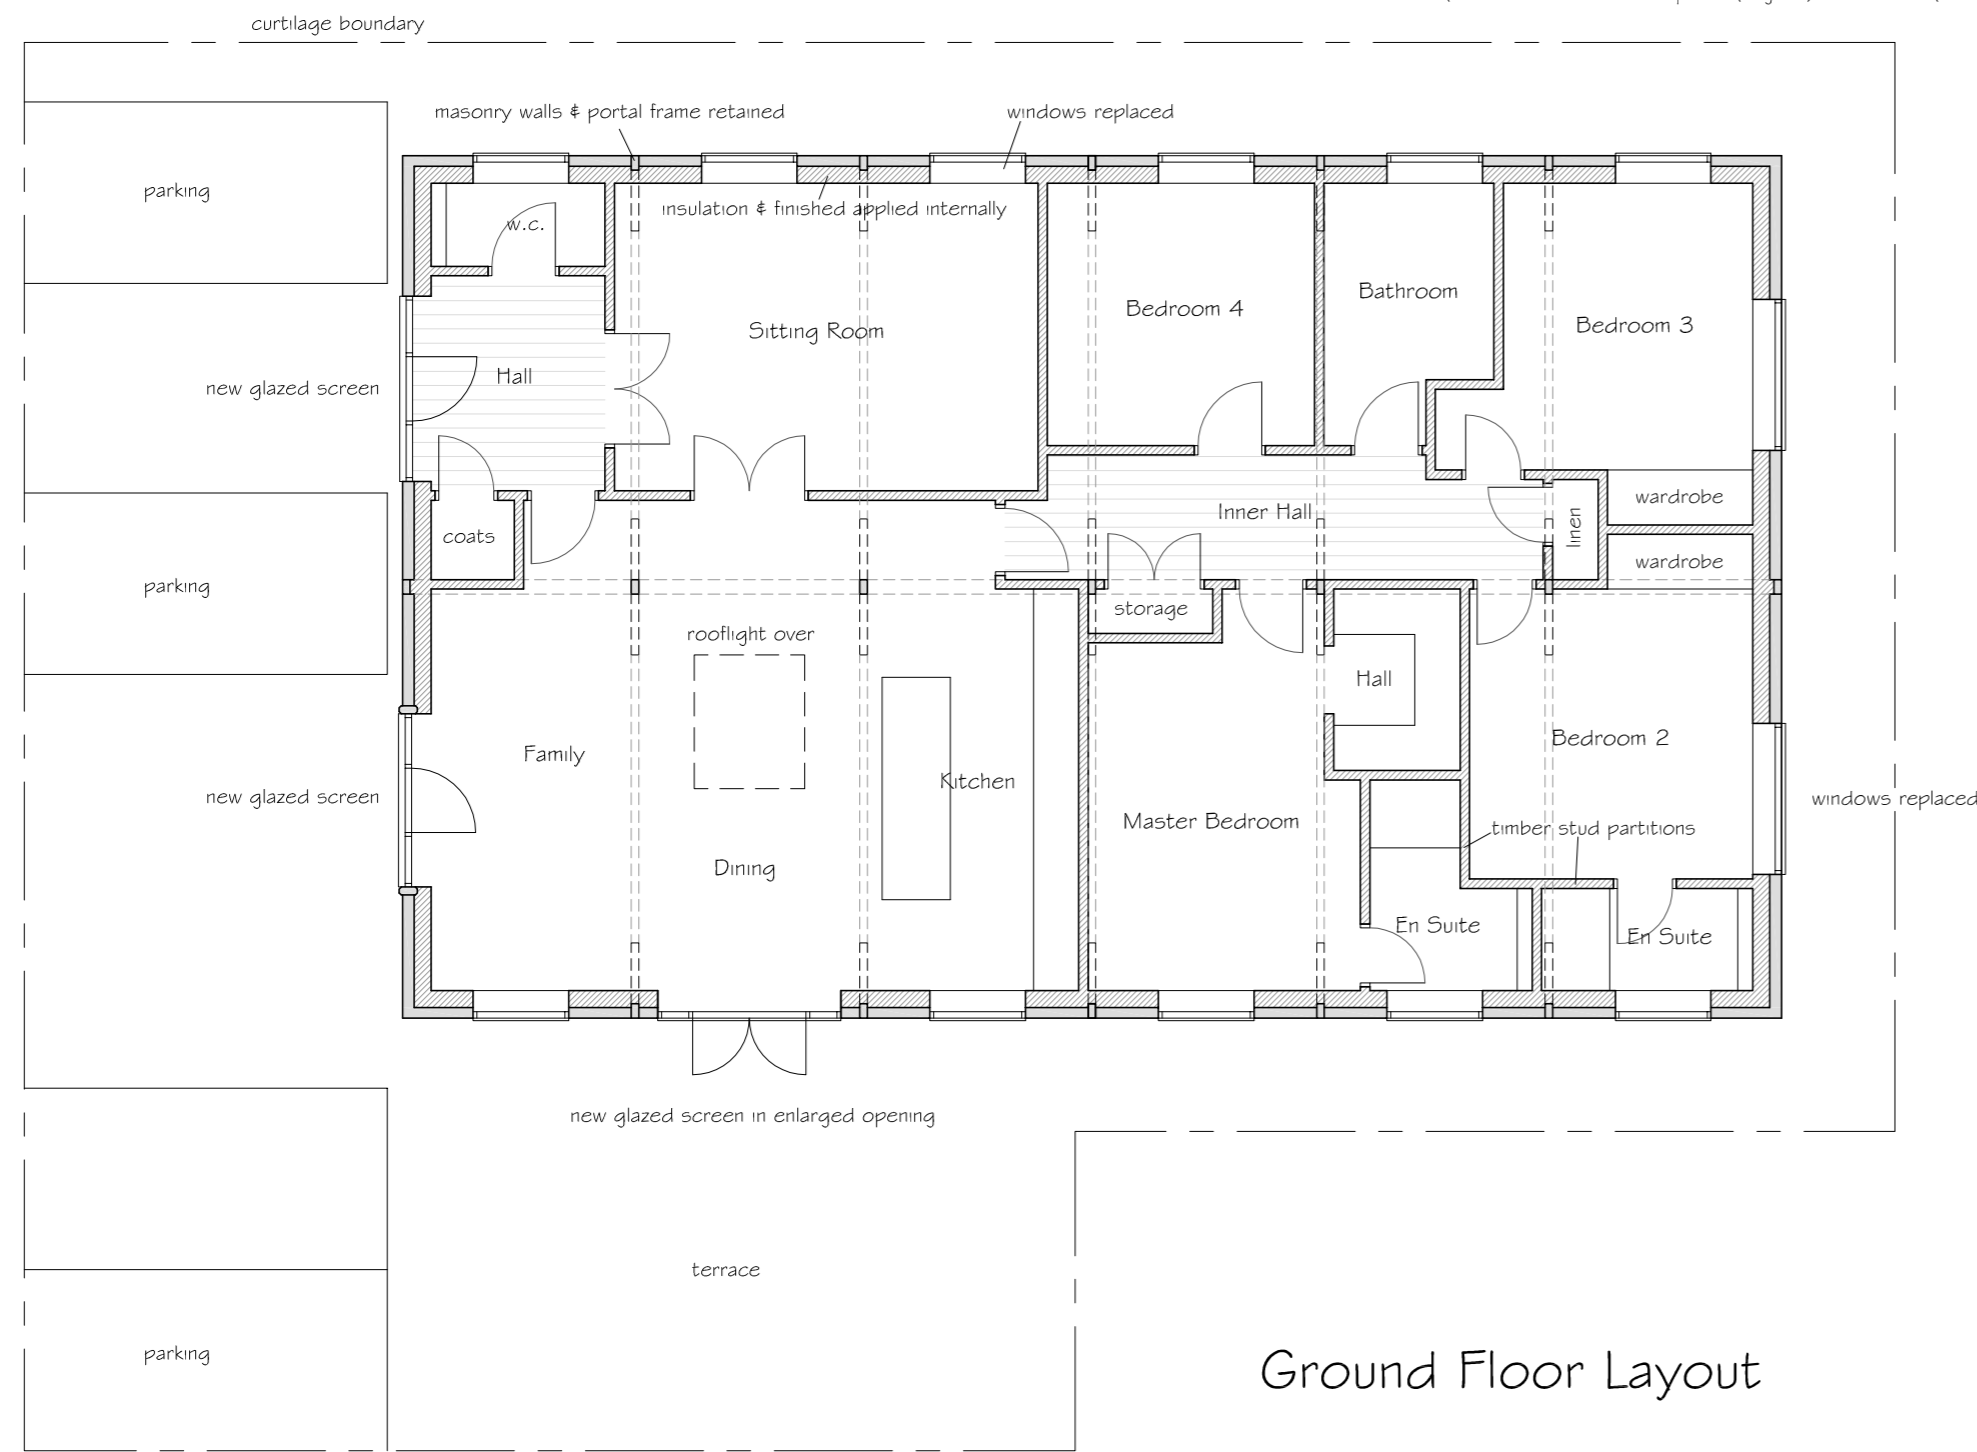 curtilage boundary
masonry walls & portal frame retained
windows replaced
parking
insulation & finished applied internally
w.c.
Bathroom
Bedroom 4
Bedroom 3
Sitting Room
Hall
new glazed screen
wardrobe
Inner Hall
linen
coats
wardrobe
parking
storage
rooflight over
Hall
Bedroom 2
Family
Kitchen
new glazed screen
windows replaced
Master Bedroom
timber stud partitions
Dining
En Suite
En Suite
new glazed screen in enlarged opening
terrace
parking
Ground Floor Layout